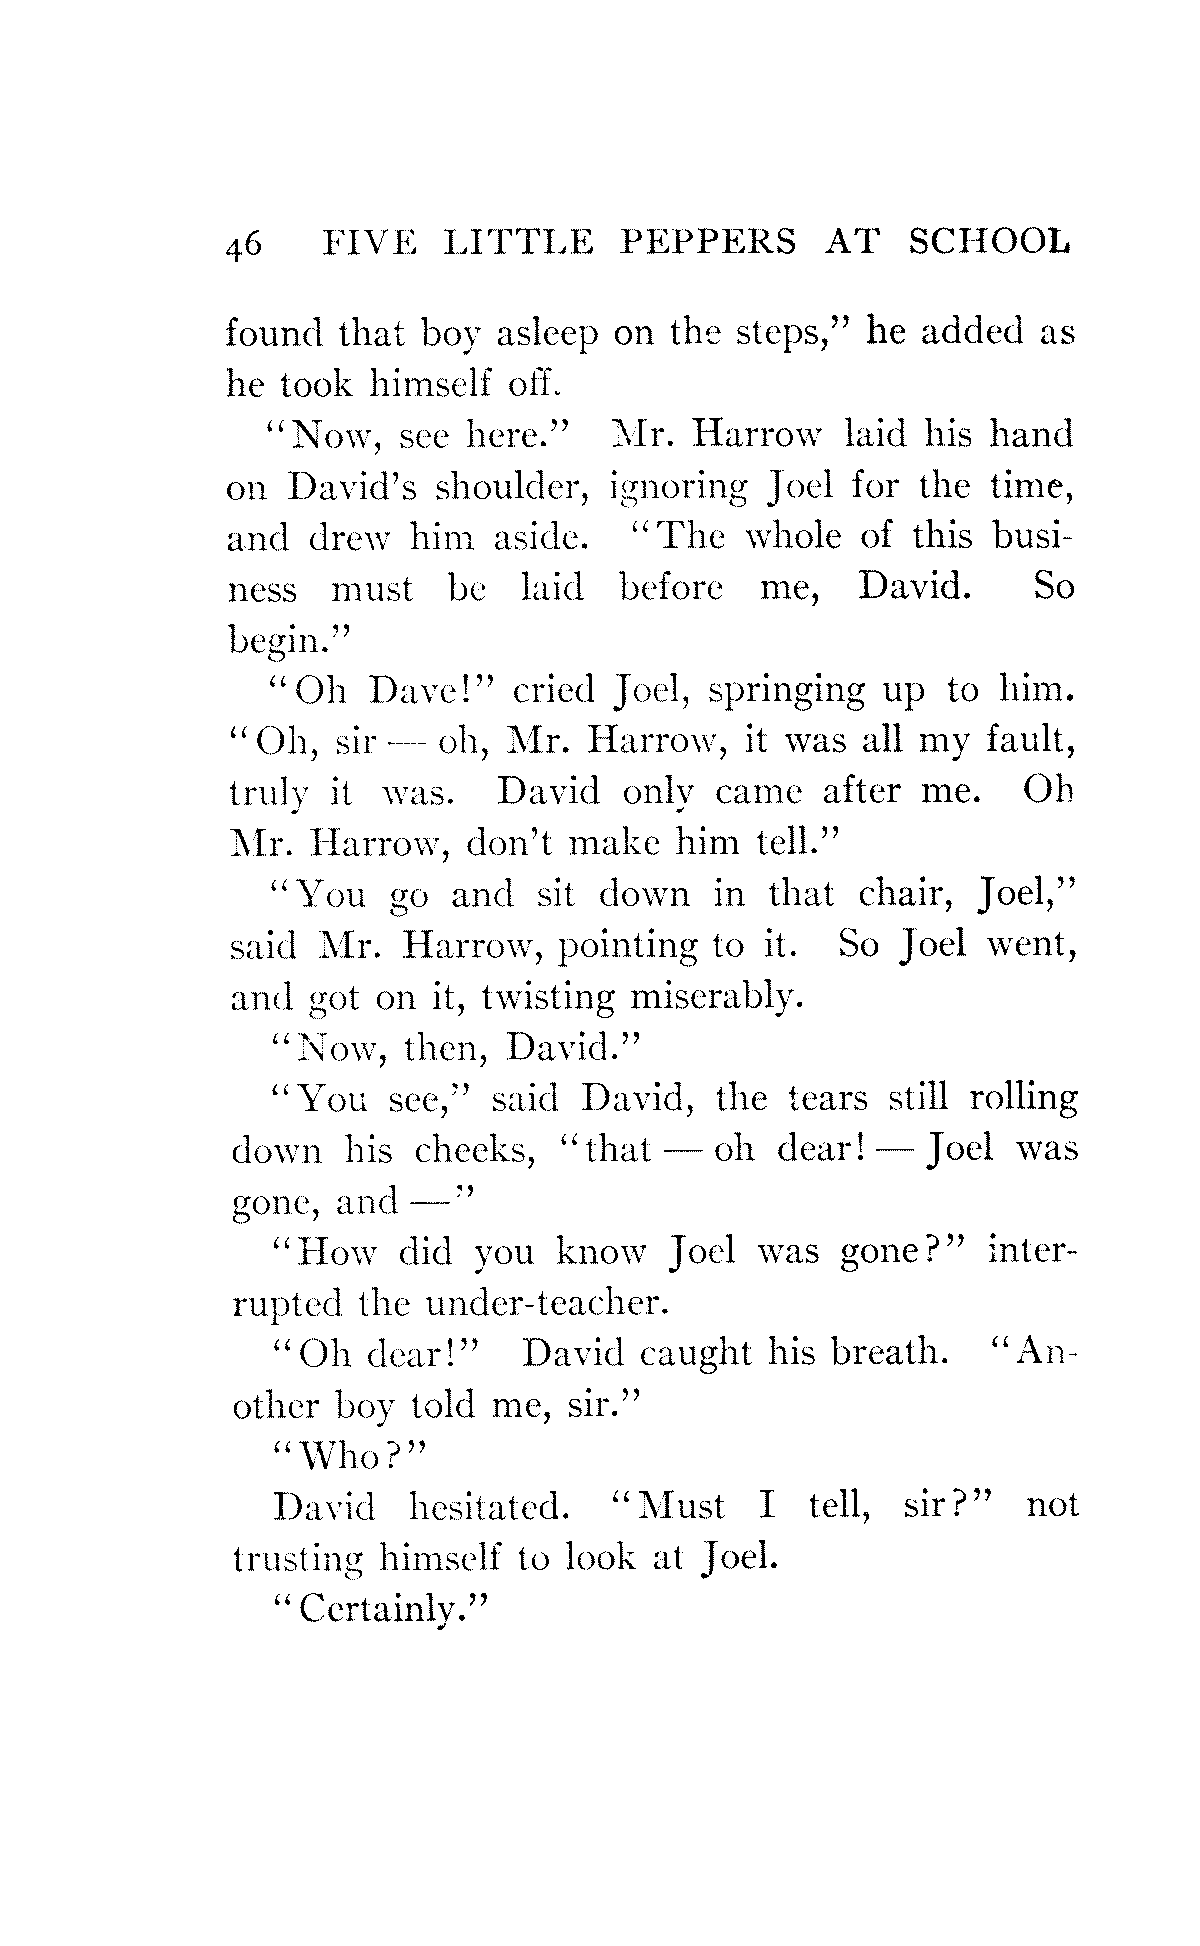 46 FIVE LITTLE PEPPERS AT SCHOOL
found that boy asleep on the steps," he added as
he took himself off.
"Now, see here." Mr. Harrow laid his hand
on David's shoulder, ignoring Joel for the time,
and drew him aside. "The whole of this busi-
ness must be laid before me, David. So
begin."
"Oh Dave!" cried Joel, springing up to him.
"Oh, sir — oh, Mr. Harrow, it was all my fault,
truly it was. David only came after me. Oh
Mr. Harrow, don't make him tell."
"You go and sit down in that chair, Joel,"
said Mr. Harrow, pointing to it. So Joel went,
and got on it, twisting miserably.
"Now, then, David."
"You see," said David, the tears still rolling
down his cheeks, "that — oh dear! — Joel was
gone, and —"
"How did you know Joel was gone?" inter-
rupted the under-teacher.
"Oh dear!" David caught his breath. "An-
other boy told me, sir."
"Who?"
David hesitated. "Must I tell, sir?" not
trusting himself to look at Joel.
"Certainly."